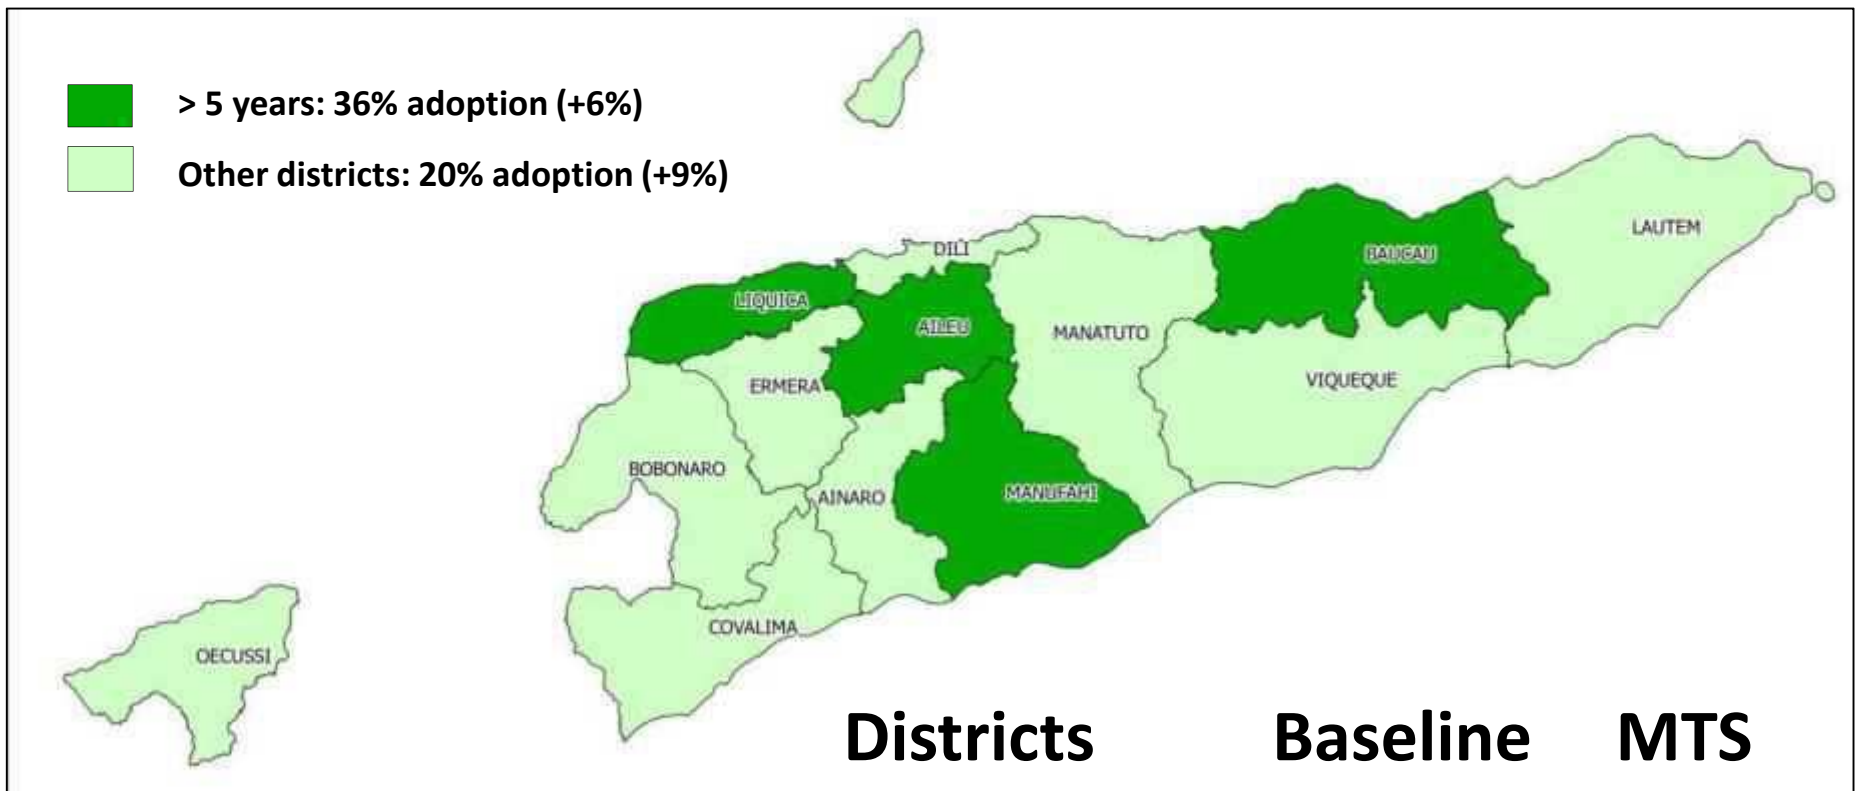 > 5 years: 36% adoption (+6%)
Other districts: 20% adoption (+9%)
LAUTEM
DILI
BAUCAU
LIQUICA
AILEU
MANATUTO
ERMERA
VIQUEQUE
BOBONARO
AINARO
MANUFAHI
COVALIMA
OECUSSI
Districts Baseline MTS